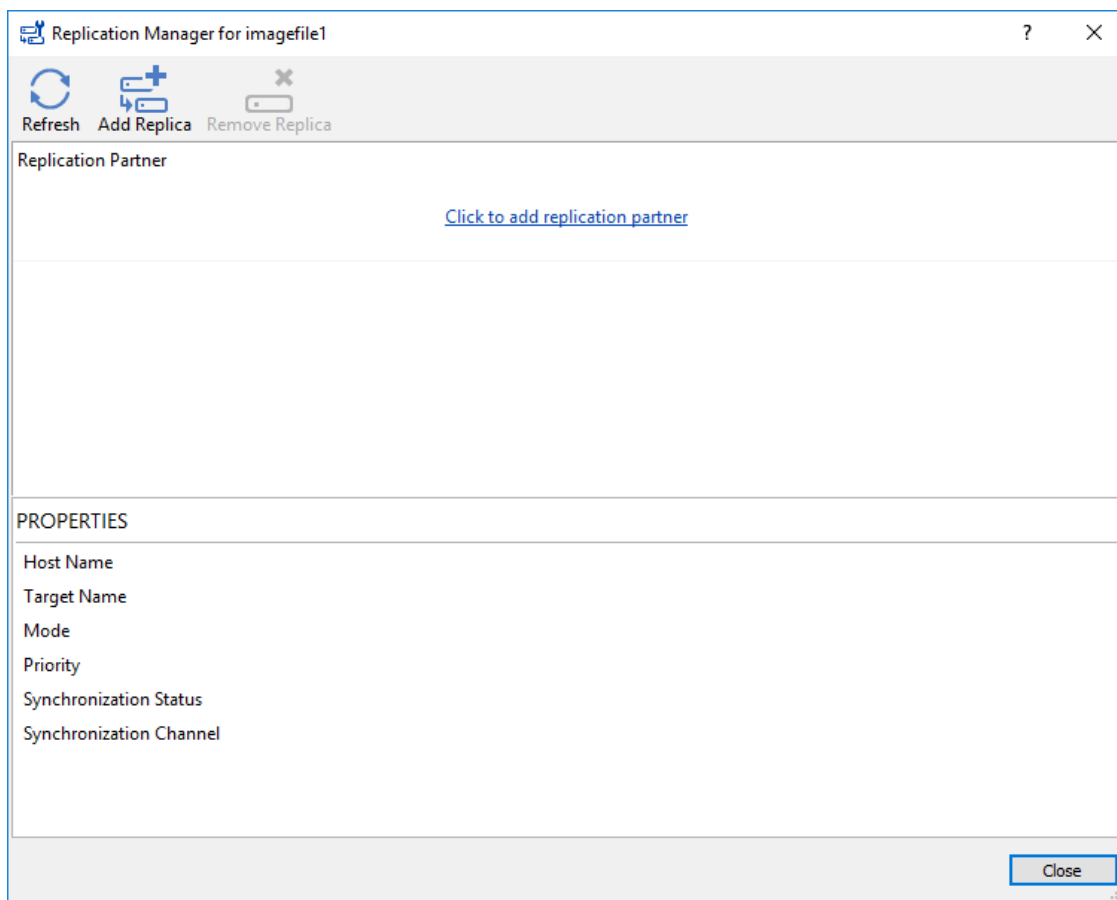 Replication Manager for imagefile1
?
Refresh Add Replica Remove Replica
Replication Partner
Click to add replication partner
PROPERTIES
Host Name
Target Name
Mode
Priority
Synchronization Status
Synchronization Channel
Close